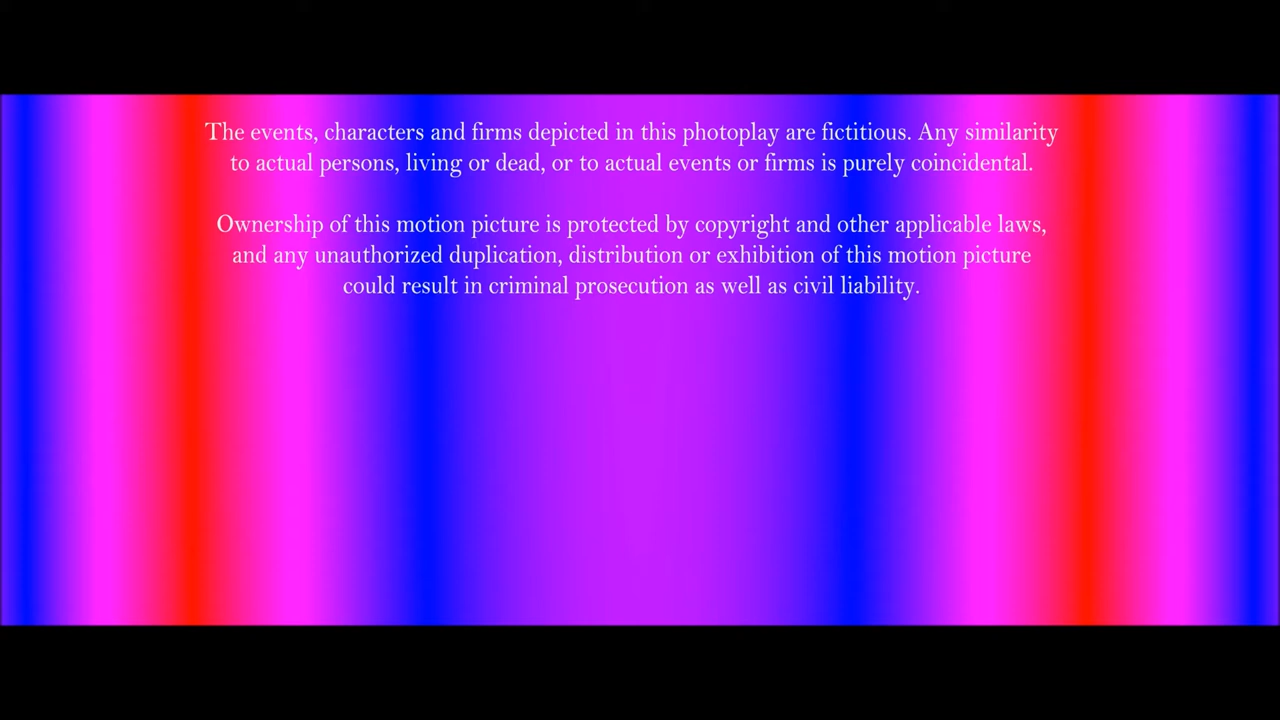 The events, characters and firms depicted in this photoplay are fictitious. Any similarity
to actual persons, living or dead, or to actual events or firms is purely coincidental.
Ownership of this motion picture is protected by copyright and other applicable laws,
and any unauthorized duplication, distribution or exhibition of this motion picture
could result in criminal prosecution as well as civil liability.